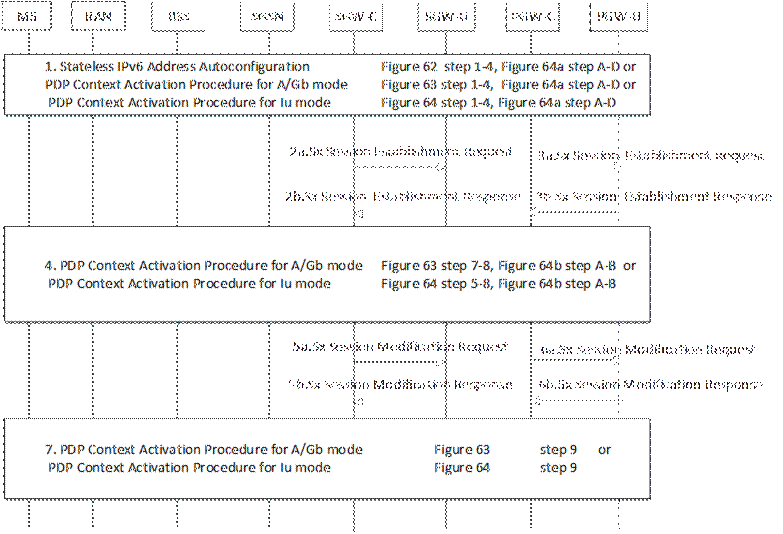 MS RAN BSS SGSN SGW-C SGW-U PGW-C PGW-U
1. Stateless IPv6 Address Autoconfiguration Figure 62 step 1-4, Figure 64a step A-D or
PDP Context Activation Procedure for A/Gb mode Figure 63 step 1-4, Figure 64a step A-D or
PDP Context Activation Procedure for Iu mode Figure 64 step 1-4, Figure 64a step A-D
2a.Sx Session Establishment Request 3a.Sx Session Establishment Request
2b.Sx Session Establishment Response 3b.Sx Session Establishment Response
4. PDP Context Activation Procedure for A/Gb mode Figure 63 step 7-8, Figure 64b step A-B or
PDP Context Activation Procedure for Iu mode Figure 64 step 5-8, Figure 64b step A-B
5a.Sx Session Modification Request 6a.Sx Session Modification Request
5b.Sx Session Modification Response 6b.Sx Session Modification Response
7. PDP Context Activation Procedure for A/Gb mode Figure 63 step 9 or
PDP Context Activation Procedure for Iu mode Figure 64 step 9